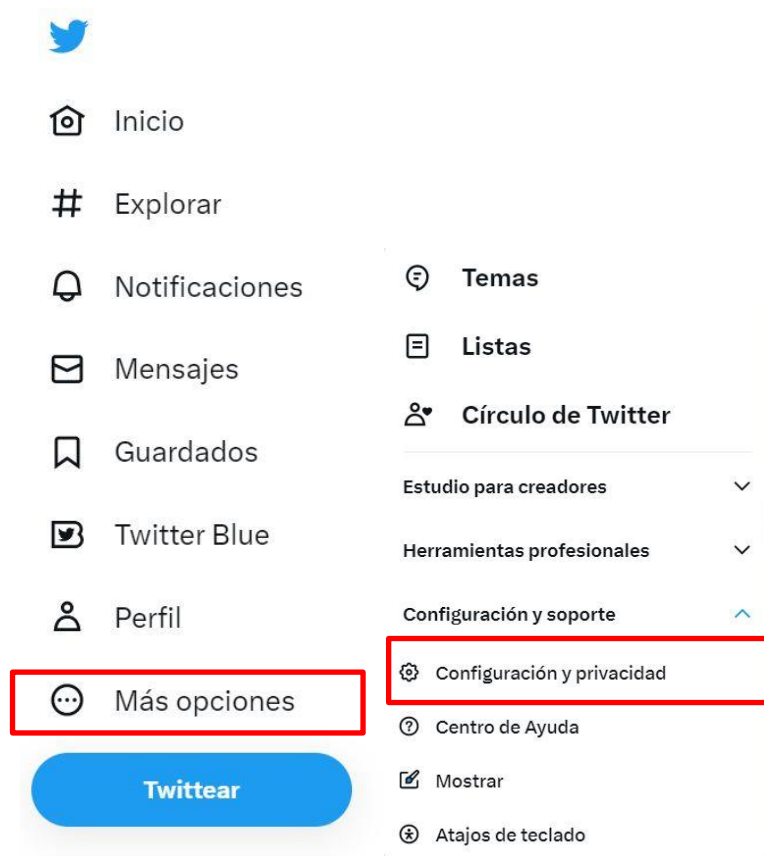 Inicio
Explorar
Notificaciones
Mensajes
Guardados
Twitter Blue
Perfil
Más opciones
Twittear
Temas
Listas
Círculo de Twitter
Estudio para creadores
Herramientas profesionales
Configuración y soporte
Configuración y privacidad
Centro de Ayuda
Mostrar
Atajos de teclado